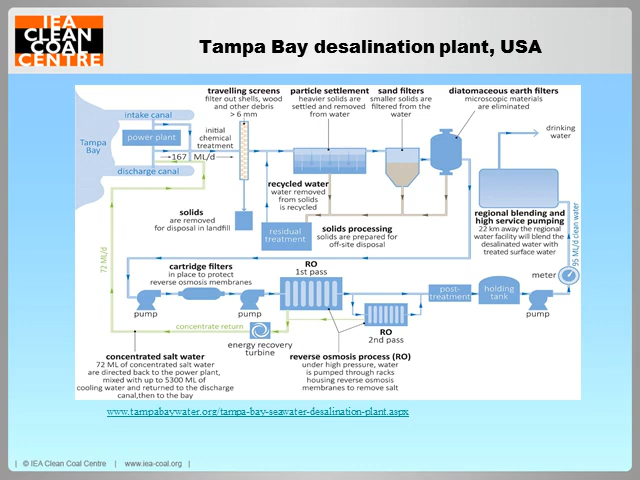 IEA
CLEAN
COAL
CENTRE
Tampa Bay desalination plant, USA
travelling screens
filter out shells, wood
and other debris
> 6 mm
particle settlement
heavier solids are
settled and removed
from water
sand filters
smaller solids are
filtered from the
water
diatomaceous earth filters
microscopic materials
are eliminated
intake canal
power plant
Tampa
Bay
167 ML/d
discharge canal
initial
chemical
treatment
drinking
water
recycled water
water removed
from solids
is recycled
solids
are removed
for disposal in landfill
residual
treatment
solids processing
solids are prepared for
off-site disposal
regional blending and
high service pumping
22 km away the regional
water facility will blend the
desalinated water with
treated surface water
95 ML/d clean water
72 ML/d
cartridge filters
in place to protect
reverse osmosis membranes
RO
1st pass
meter
post-
treatment
holding
tank
pump
pump
pump
concentrate return
energy recovery
turbine
RO
2nd pass
concentrated salt water
72 ML of concentrated salt water
are directed back to the power plant,
mixed with up to 5300 ML of
cooling water and returned to the discharge
canal,then to the bay
reverse osmosis process (RO)
under high pressure, water
is pumped through racks
housing reverse osmosis
membranes to remove salt
www.tampabaywater.org/tampa-bay-seawater-desalination-plant.aspx
| © IEA Clean Coal Centre | www.iea-coal.org |